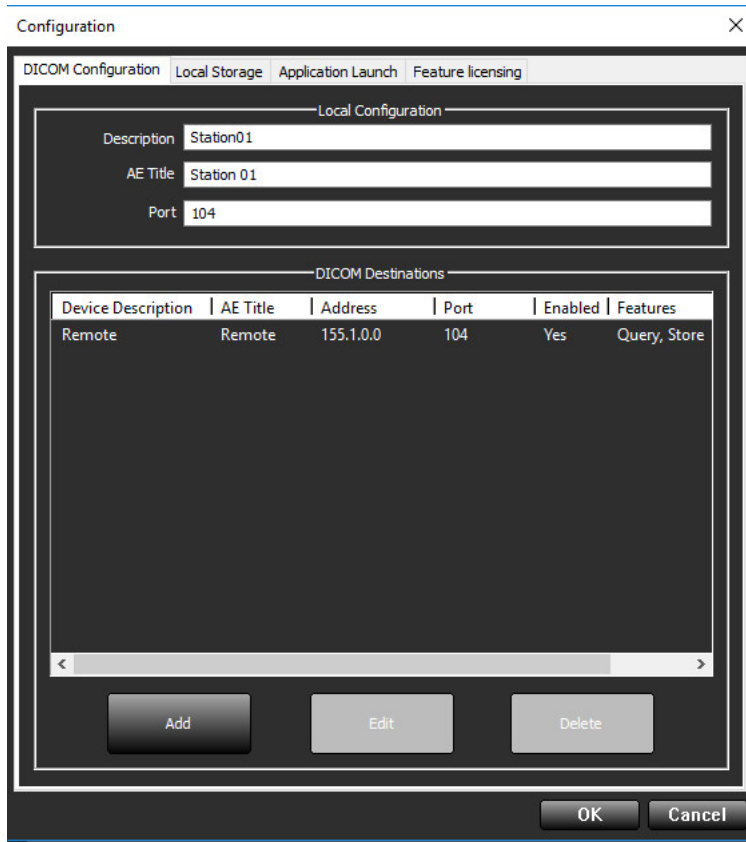 Configuration
DICOM Configuration Local Storage Application Launch Feature licensing
Local Configuration
Description Station01
AE Title Station 01
Port 104
DICOM Destinations
Device Description AE Title Address Port Enabled Features
Remote Remote 155.1.0.0 104 Yes Query, Store
Add Edit Delete
OK Cancel